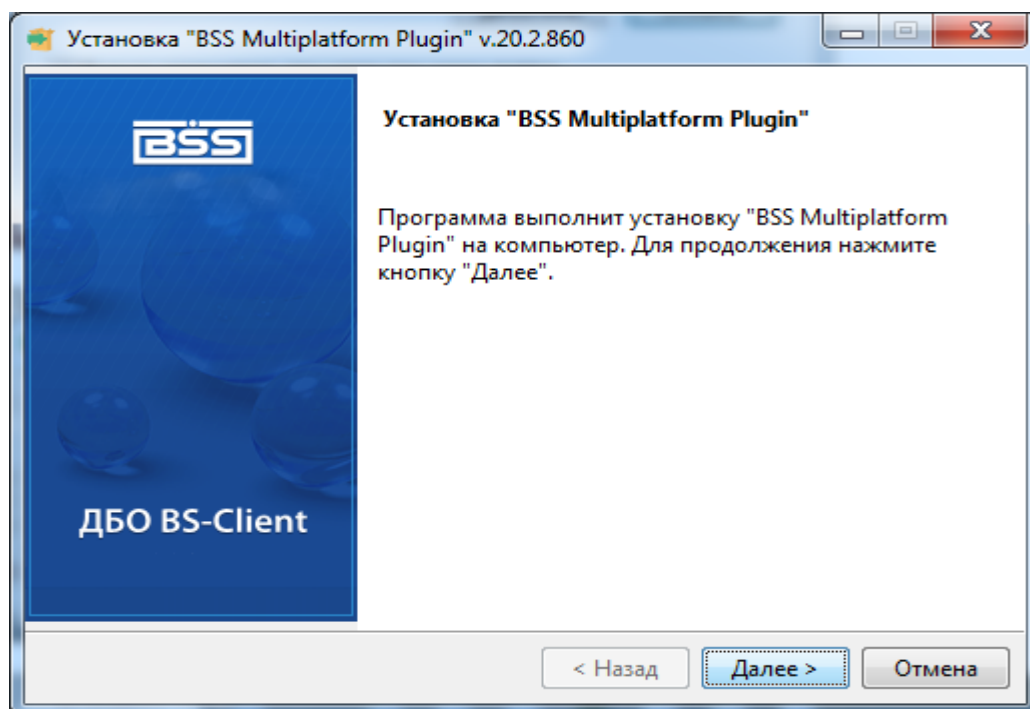 Установка "BSS Multiplatform Plugin" v.20.2.860
BSS
Установка "BSS Multiplatform Plugin"
Программа выполнит установку "BSS Multiplatform
Plugin" на компьютер. Для продолжения нажмите
кнопку "Далее".
ДБО BS-Client
< Назад
Далее >
Отмена